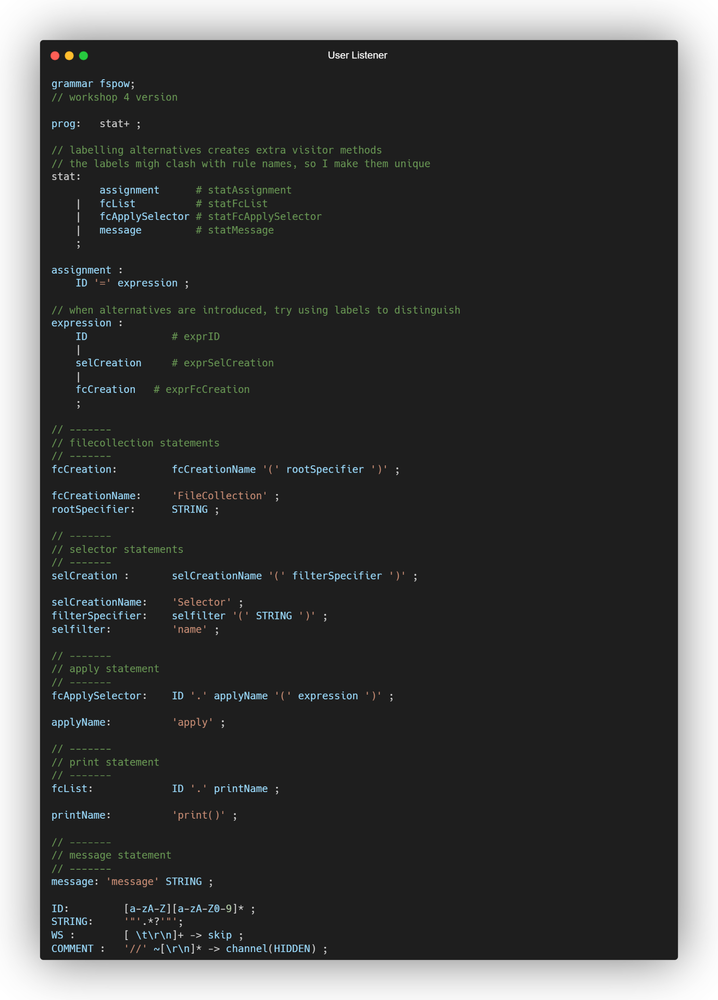 User Listener
grammar fspow;
// workshop 4 version
prog:   stat+ ;
// labelling alternatives creates extra visitor methods
// the labels migh clash with rule names, so I make them unique
stat:
        assignment      # statAssignment
    |   fcList          # statFcList
    |   fcApplySelector # statFcApplySelector
    |   message         # statMessage
    ;
assignment :
    ID '=' expression ;
// when alternatives are introduced, try using labels to distinguish
expression :
    ID              # exprID
    |
    selCreation     # exprSelCreation
    |
    fcCreation   # exprFcCreation
    ;
// -------
// filecollection statements
// -------
fcCreation:         fcCreationName '(' rootSpecifier ')' ;
fcCreationName:     'FileCollection' ;
rootSpecifier:      STRING ;
// -------
// selector statements
// -------
selCreation :       selCreationName '(' filterSpecifier ')' ;
selCreationName:    'Selector' ;
filterSpecifier:    selfilter '(' STRING ')' ;
selfilter:          'name' ;
// -------
// apply statement
// -------
fcApplySelector:    ID '.' applyName '(' expression ')' ;
applyName:          'apply' ;
// -------
// print statement
// -------
fcList:             ID '.' printName ;
printName:          'print()' ;
// -------
// message statement
// -------
message: 'message' STRING ;
ID:         [a-zA-Z][a-zA-Z0-9]* ;
STRING:     '"'.*?'"';
WS :        [ \t\r\n]+ -> skip ;
COMMENT :   '//' ~[\r\n]* -> channel(HIDDEN) ;